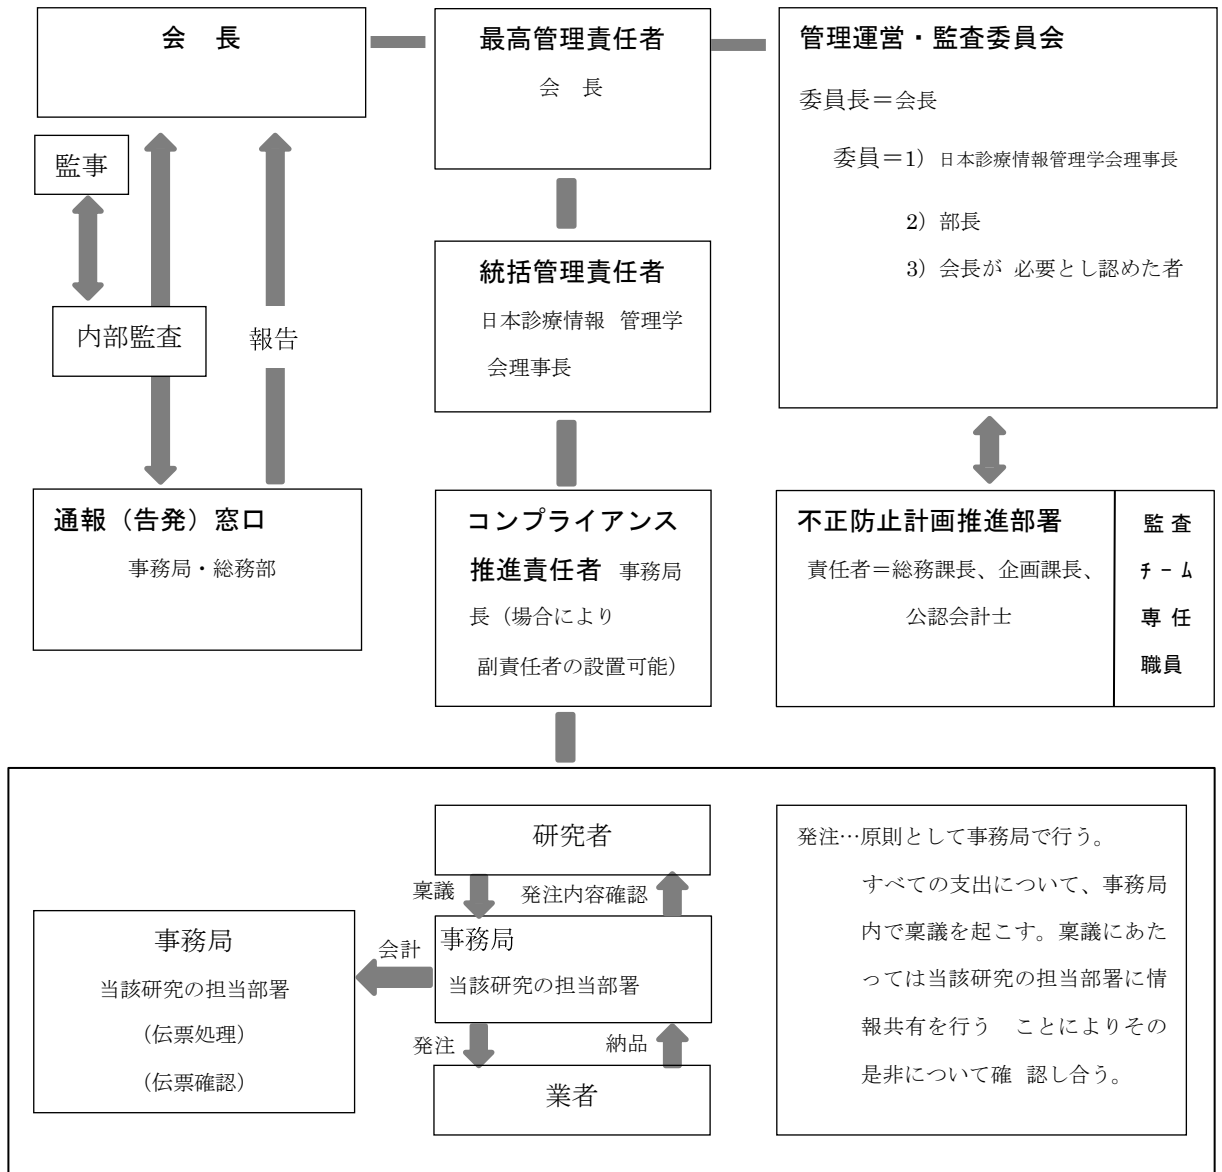 会　長
監事
内部監査
報告
通報（告発）窓口
事務局・総務部
最高管理責任者
会　長
統括管理責任者
日本診療情報 管理学
会理事長
コンプライアンス
推進責任者 事務局
長（場合により
副責任者の設置可能）
管理運営・監査委員会
委員長＝会長
委員＝1）日本診療情報管理学会理事長
2）部長
3）会長が 必要とし認めた者
不正防止計画推進部署
責任者＝総務課長、企画課長、
公認会計士
監 査
ﾁ ｰ ﾑ
専 任
職員
研究者
稟議
発注内容確認
事務局
当該研究の担当部署
会計
事務局
当該研究の担当部署
（伝票処理）
（伝票確認）
発注
納品
業者
発注…原則として事務局で行う。
すべての支出について、事務局
内で稟議を起こす。稟議にあた
っては当該研究の担当部署に情
報共有を行う　ことによりその
是非について確 認し合う。